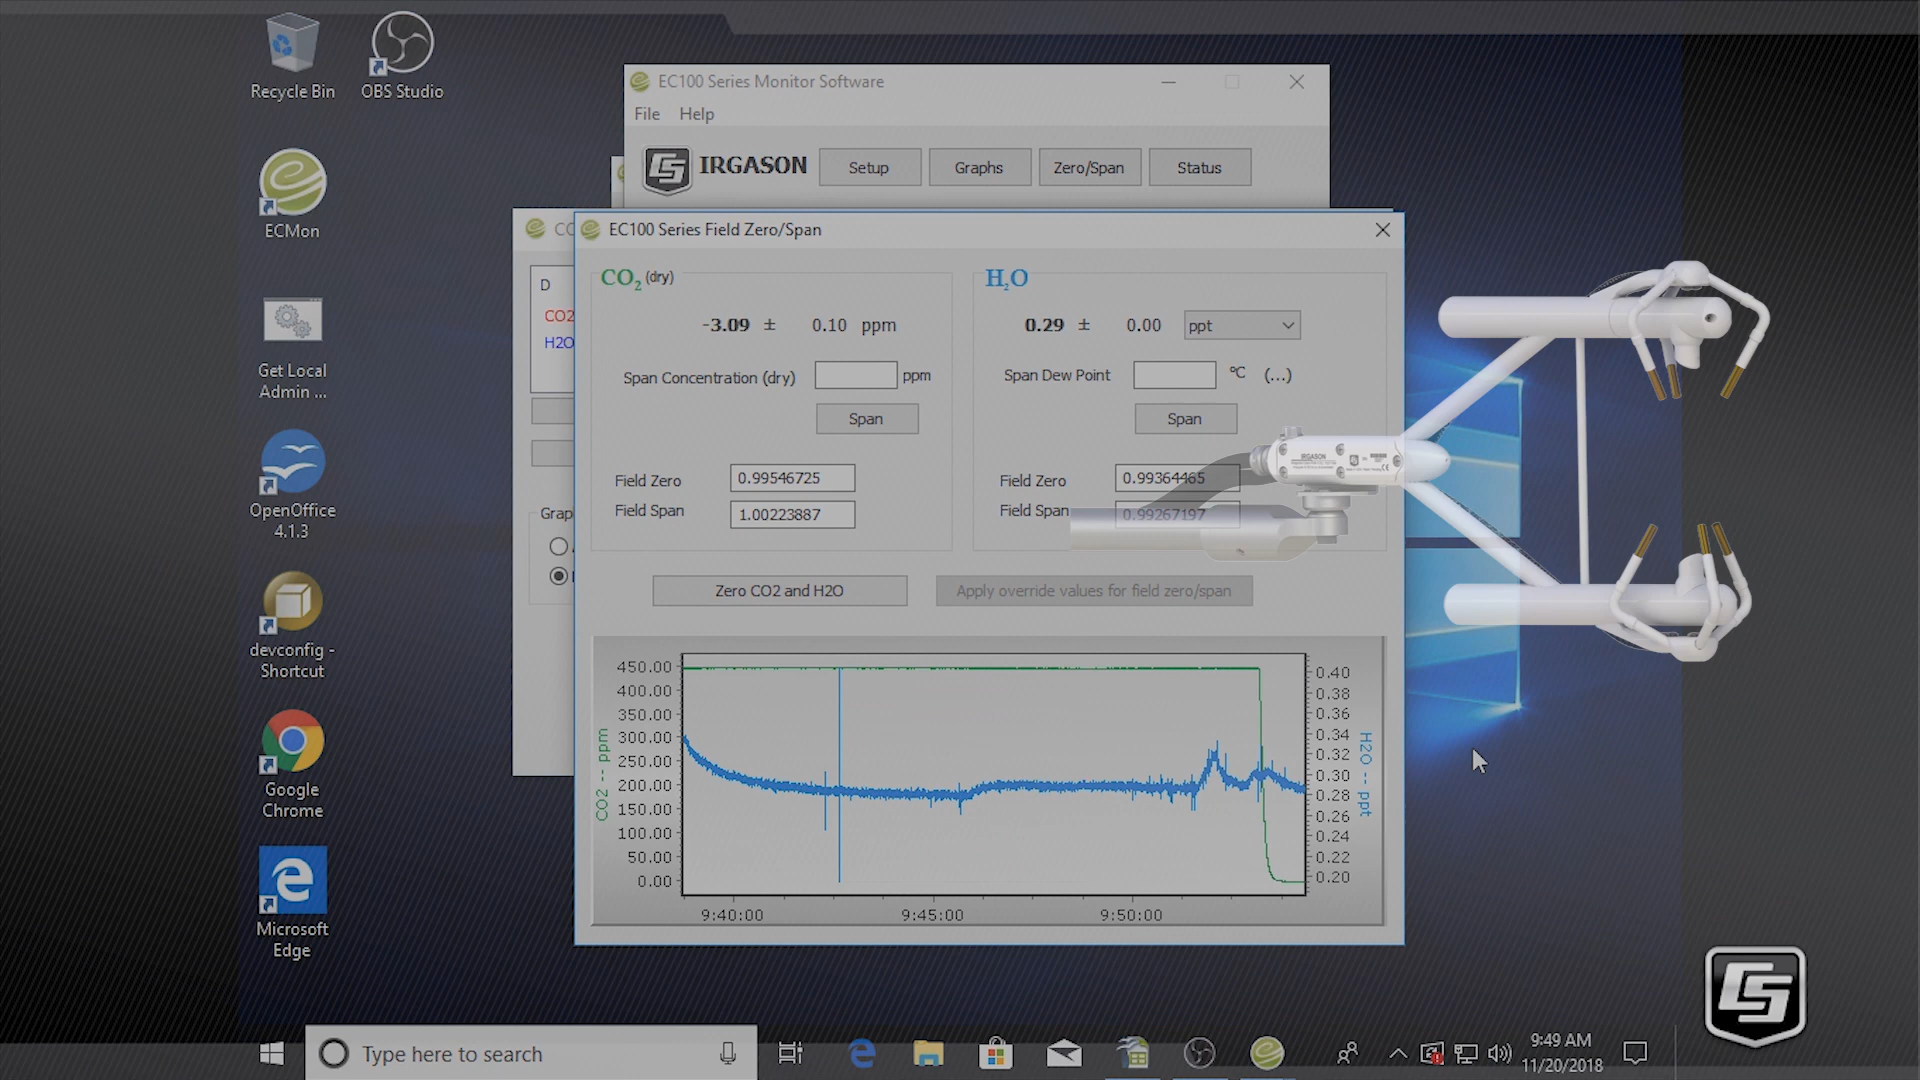 Recycle Bin
OBS Studio
ECMon
Get Local
Admin ...
OpenOffice
4.1.3
devconfig -
Shortcut
Google
Chrome
Microsoft
Edge
EC100 Series Monitor Software
File Help
IRGASON
Setup
Graphs
Zero/Span
Status
CO
D
CO2
H2O
Grap
EC100 Series Field Zero/Span
CO2 (dry)
-3.09 ± 0.10 ppm
Span Concentration (dry) ppm
Span
Field Zero 0.99546725
Field Span 1.00223887
H2O
0.29 ± 0.00 ppt
Span Dew Point ºC (...)
Span
Field Zero 0.99364465
Field Span 0.99267197
Zero CO2 and H2O
Apply override values for field zero/span
CO2 -- ppm
450.00
400.00
350.00
300.00
250.00
200.00
150.00
100.00
50.00
0.00
0.40
0.38
0.36
0.34
0.32
0.30
0.28
0.26
0.24
0.22
0.20
H2O -- ppt
9:40:00 9:45:00 9:50:00
IRGASON
Type here to search
9:49 AM
11/20/2018